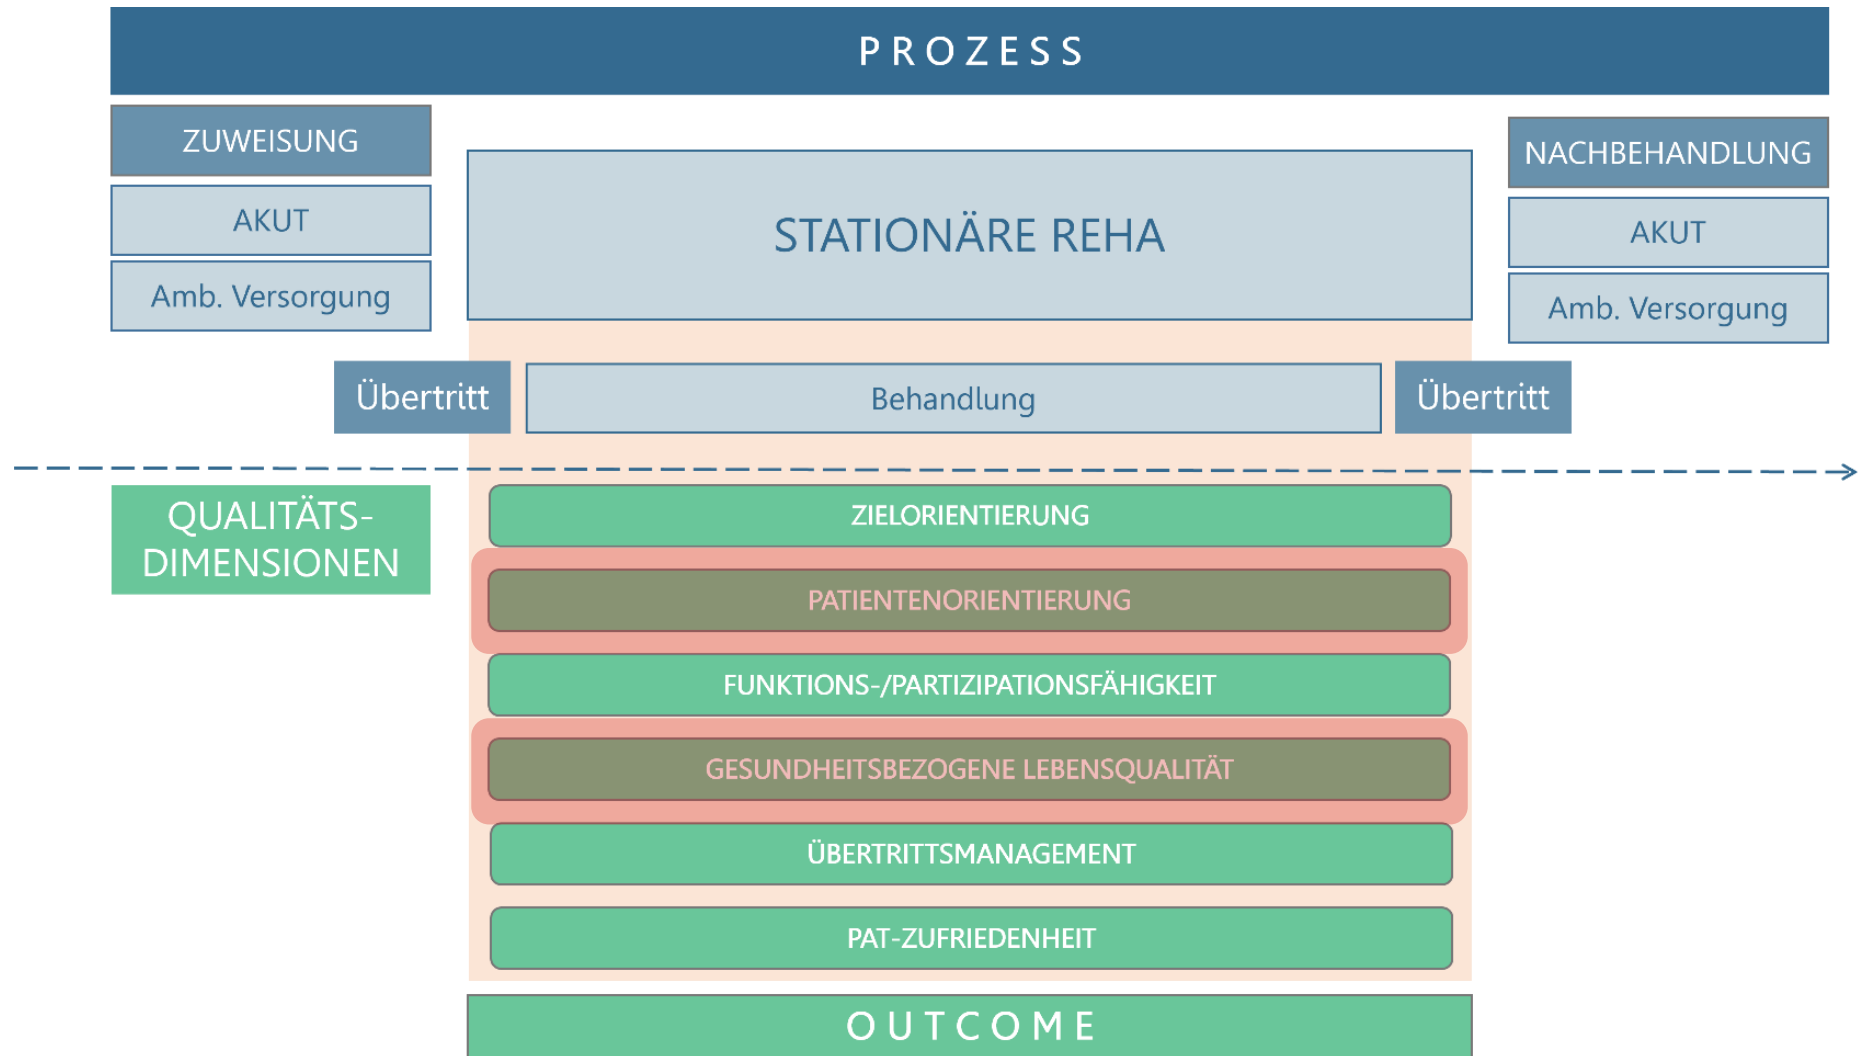 PROZESS
ZUWEISUNG
AKUT
Amb. Versorgung
STATIONÄRE REHA
NACHBEHANDLUNG
AKUT
Amb. Versorgung
Übertritt
Behandlung
Übertritt
QUALITÄTS-
DIMENSIONEN
ZIELORIENTIERUNG
PATIENTENORIENTIERUNG
FUNKTIONS-/PARTIZIPATIONSFÄHIGKEIT
GESUNDHEITSBEZOGENE LEBENSQUALITÄT
ÜBERTRITTSMANAGEMENT
PAT-ZUFRIEDENHEIT
OUTCOME